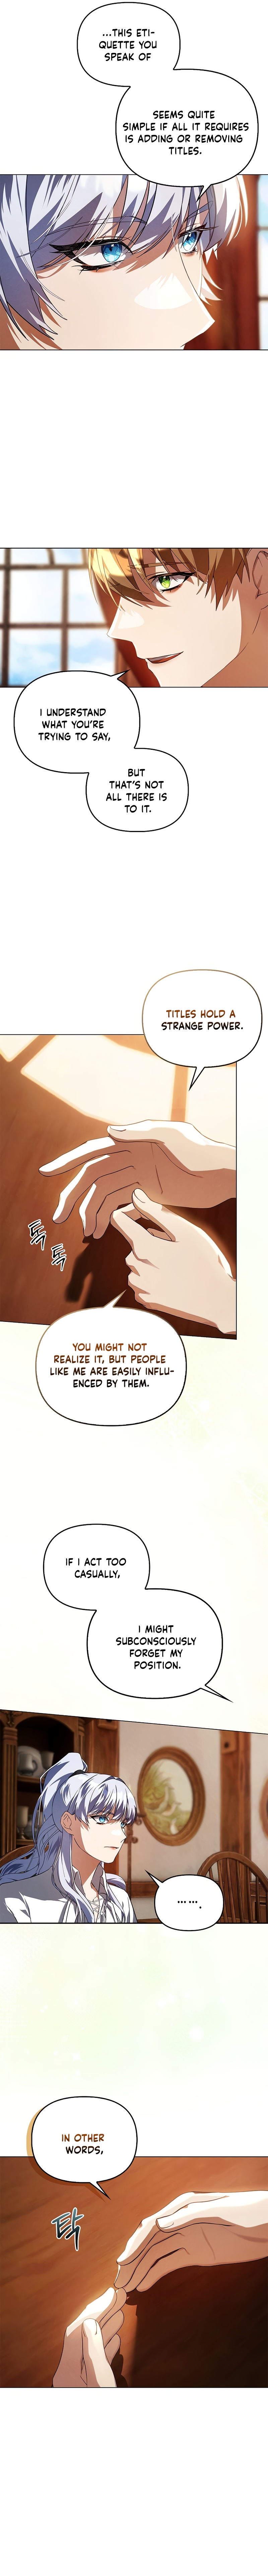 ...THIS ETI-
QUETTE YOU
SPEAK OF
SEEMS QUITE
SIMPLE IF ALL IT REQUIRES
IS ADDING OR REMOVING
TITLES.
I UNDERSTAND
WHAT YOU'RE
TRYING TO SAY,
BUT
THAT'S NOT
ALL THERE IS
TO IT.
TITLES HOLD A
STRANGE POWER.
톡
톡
YOU MIGHT NOT
REALIZE IT, BUT PEOPLE
LIKE ME ARE EASILY INFLU-
ENCED BY THEM.
IF I ACT TOO
CASUALLY,
I MIGHT
SUBCONSCIOUSLY
FORGET MY
POSITION.
... ... .
IN OTHER
WORDS,
탁